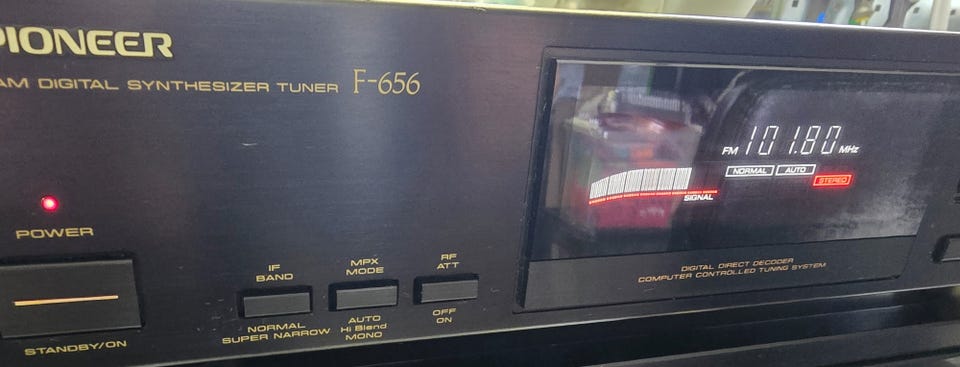 PIONEER
AM DIGITAL SYNTHESIZER TUNER F-656
FM 101.80 MHz
NORMAL AUTO
STEREO
SIGNAL
POWER
STANDBY/ON
IF
BAND
NORMAL
SUPER NARROW
MPX
MODE
AUTO
Hi Blend
MONO
RF
ATT
OFF
ON
DIGITAL DIRECT DECODER
COMPUTER CONTROLLED TUNING SYSTEM